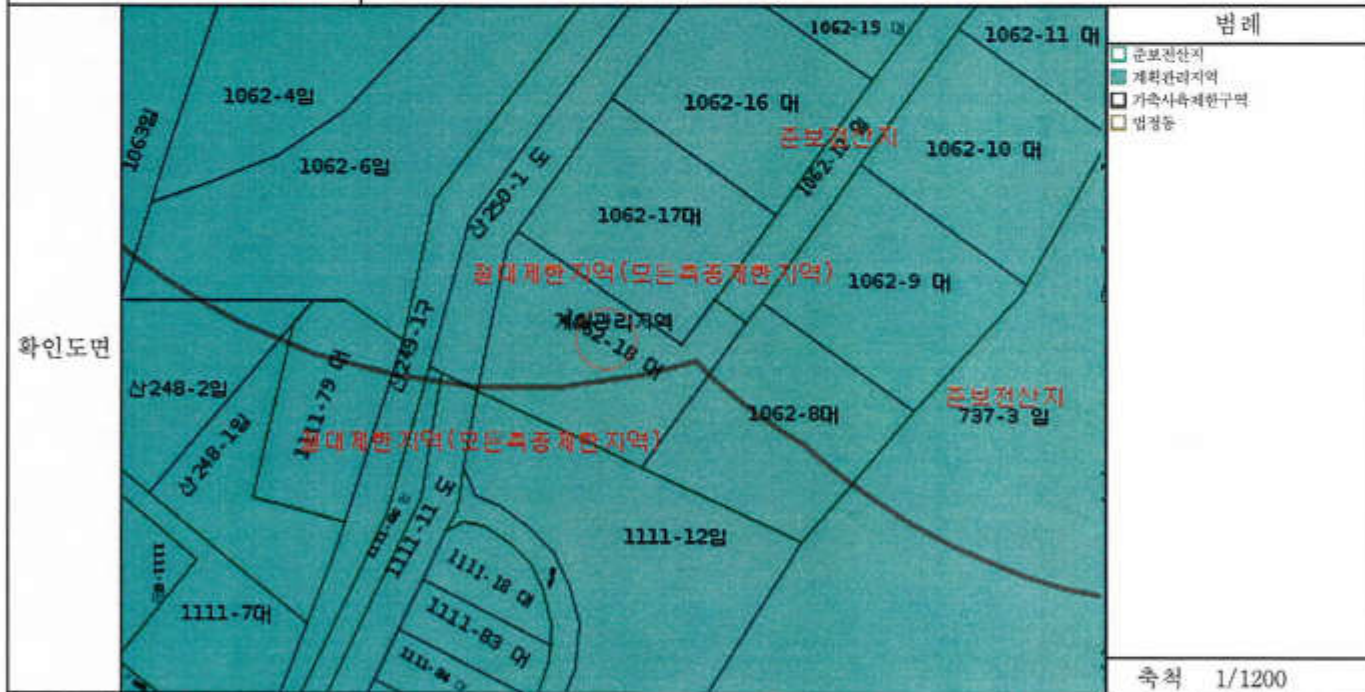 범례
준보전산지
계획관리지역
가축사육제한구역
법정동
축척 1/1200
확인도면
1062-15 대
1062-11 대
1062-4임
1062-16 대
1063임
준보전산지
1062-10 대
1062-6임
산250-1
1062-17대
절대제한지역(모든축종제한지역)
1062-9 대
계획관리지역
1062-18 대
산249-1구
산248-2임
1111-79 대
준보전산지
1062-8대
737-3 임
산248-1임
절대제한지역(모든축종제한지역)
1111-11
1111-12임
1111-18 대
1111-7대
1111-83 대
1111-84 대